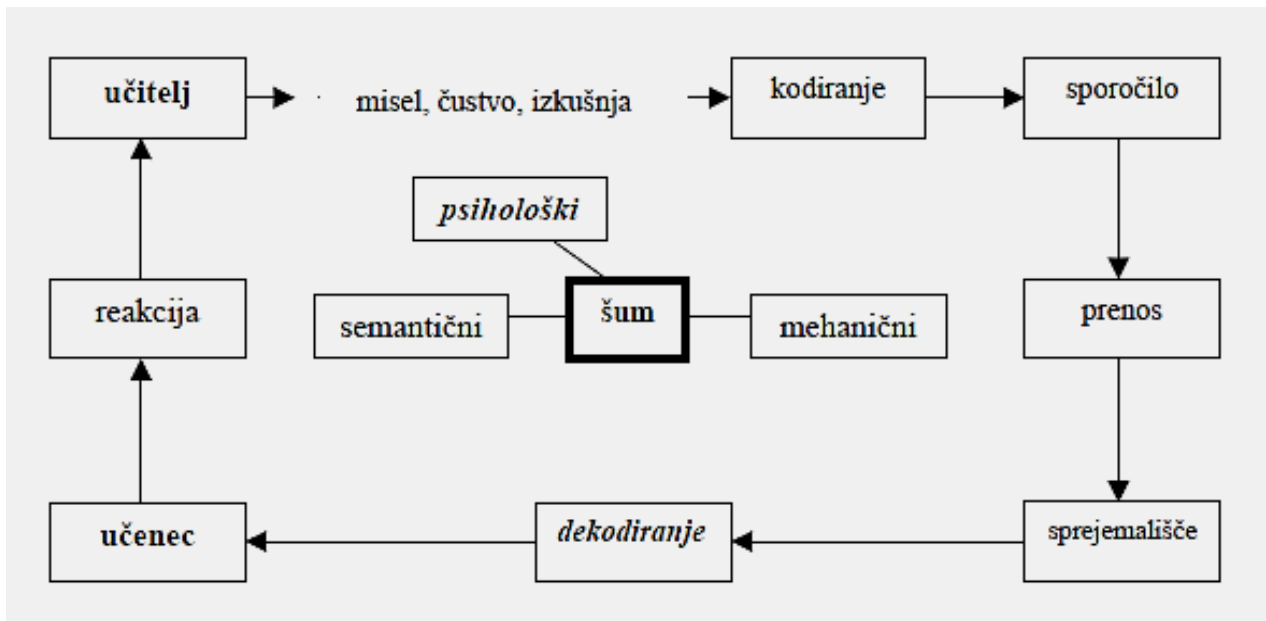 učitelj
misel, čustvo, izkušnja
kodiranje
sporočilo
psihološki
reakcija
semantični
šum
mehanični
prenos
učenec
dekodiranje
sprejemališče